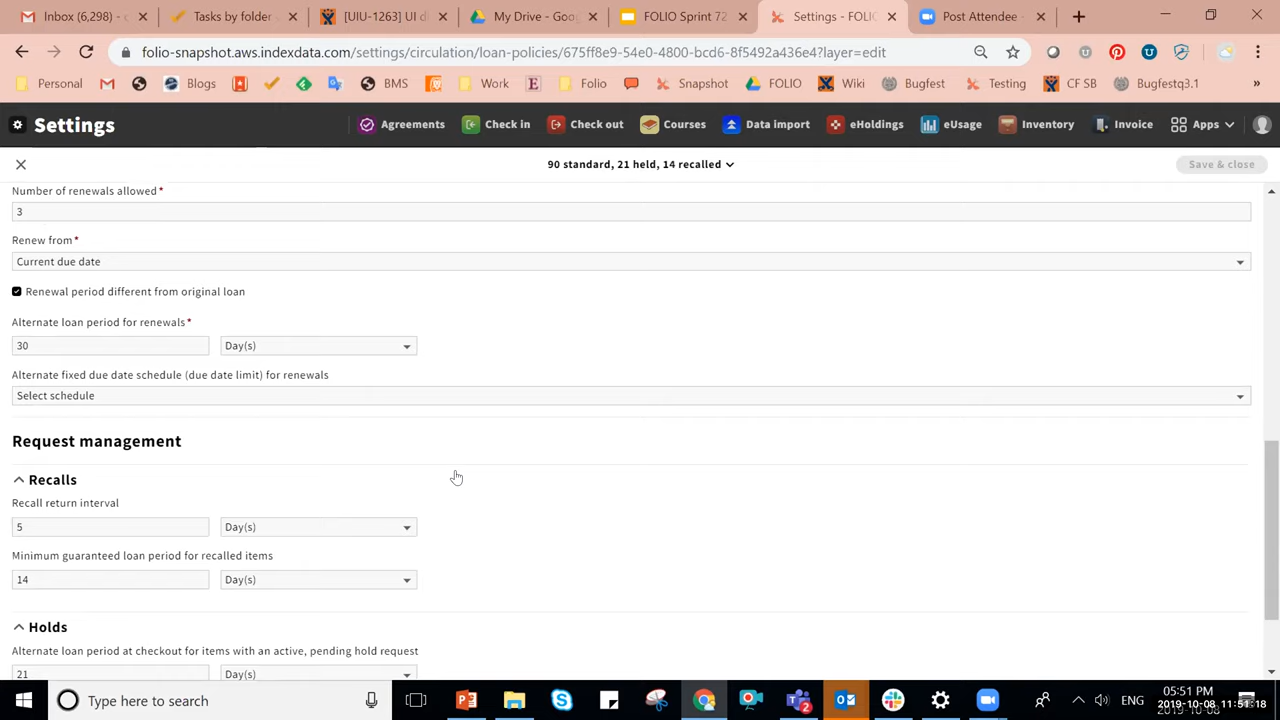 Inbox (6,298) -
Tasks by folder
[UIU-1263] UI d
My Drive - Goog
FOLIO Sprint 72
Settings - FOLIO
Post Attendee -
folio-snapshot.aws.indexdata.com/settings/circulation/loan-policies/675ff8e9-54e0-4800-bcd6-8f5492a436e4?layer=edit
Personal
Blogs
BMS
Work
Folio
Snapshot
FOLIO
Wiki
Bugfest
Testing
CF SB
Bugfestq3.1
Settings
Agreements
Check in
Check out
Courses
Data import
eHoldings
eUsage
Inventory
Invoice
Apps
90 standard, 21 held, 14 recalled
Save & close
Number of renewals allowed*
3
Renew from*
Current due date
Renewal period different from original loan
Alternate loan period for renewals*
30 Day(s)
Alternate fixed due date schedule (due date limit) for renewals
Select schedule
Request management
Recalls
Recall return interval
5 Day(s)
Minimum guaranteed loan period for recalled items
14 Day(s)
Holds
Alternate loan period at checkout for items with an active, pending hold request
21 Day(s)
Type here to search
ENG
05:51 PM
2019-10-08 11:51:18